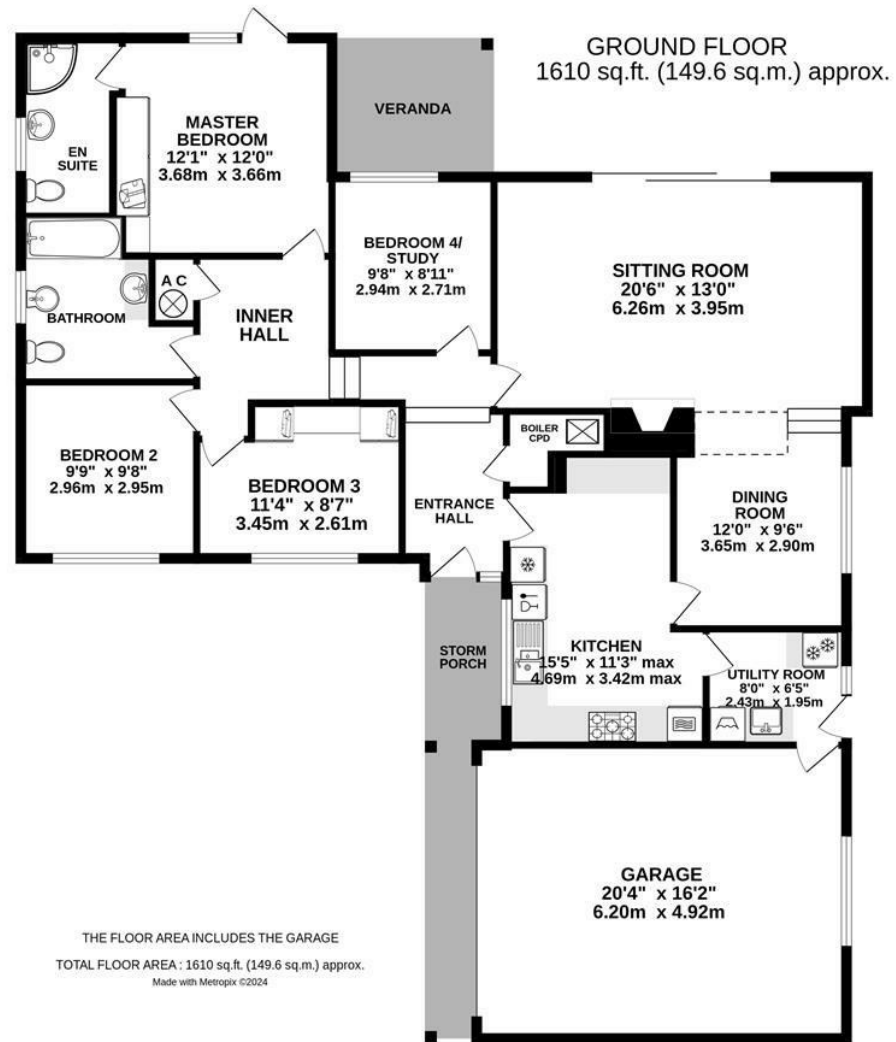 GROUND FLOOR
1610 sq.ft. (149.6 sq.m.) approx.
VERANDA
MASTER
BEDROOM
12'1" x 12'0"
3.68m x 3.66m
EN
SUITE
BEDROOM 4/
STUDY
9'8" x 8'11"
2.94m x 2.71m
SITTING ROOM
20'6" x 13'0"
6.26m x 3.95m
A C
BATHROOM
INNER
HALL
BEDROOM 2
9'9" x 9'8"
2.96m x 2.95m
BEDROOM 3
11'4" x 8'7"
3.45m x 2.61m
BOILER
CPD
ENTRANCE
HALL
DINING
ROOM
12'0" x 9'6"
3.65m x 2.90m
STORM
PORCH
KITCHEN
15'5" x 11'3" max
4.69m x 3.42m max
UTILITY ROOM
8'0" x 6'5"
2.43m x 1.95m
GARAGE
20'4" x 16'2"
6.20m x 4.92m
THE FLOOR AREA INCLUDES THE GARAGE
TOTAL FLOOR AREA : 1610 sq.ft. (149.6 sq.m.) approx.
Made with Metropix ©2024